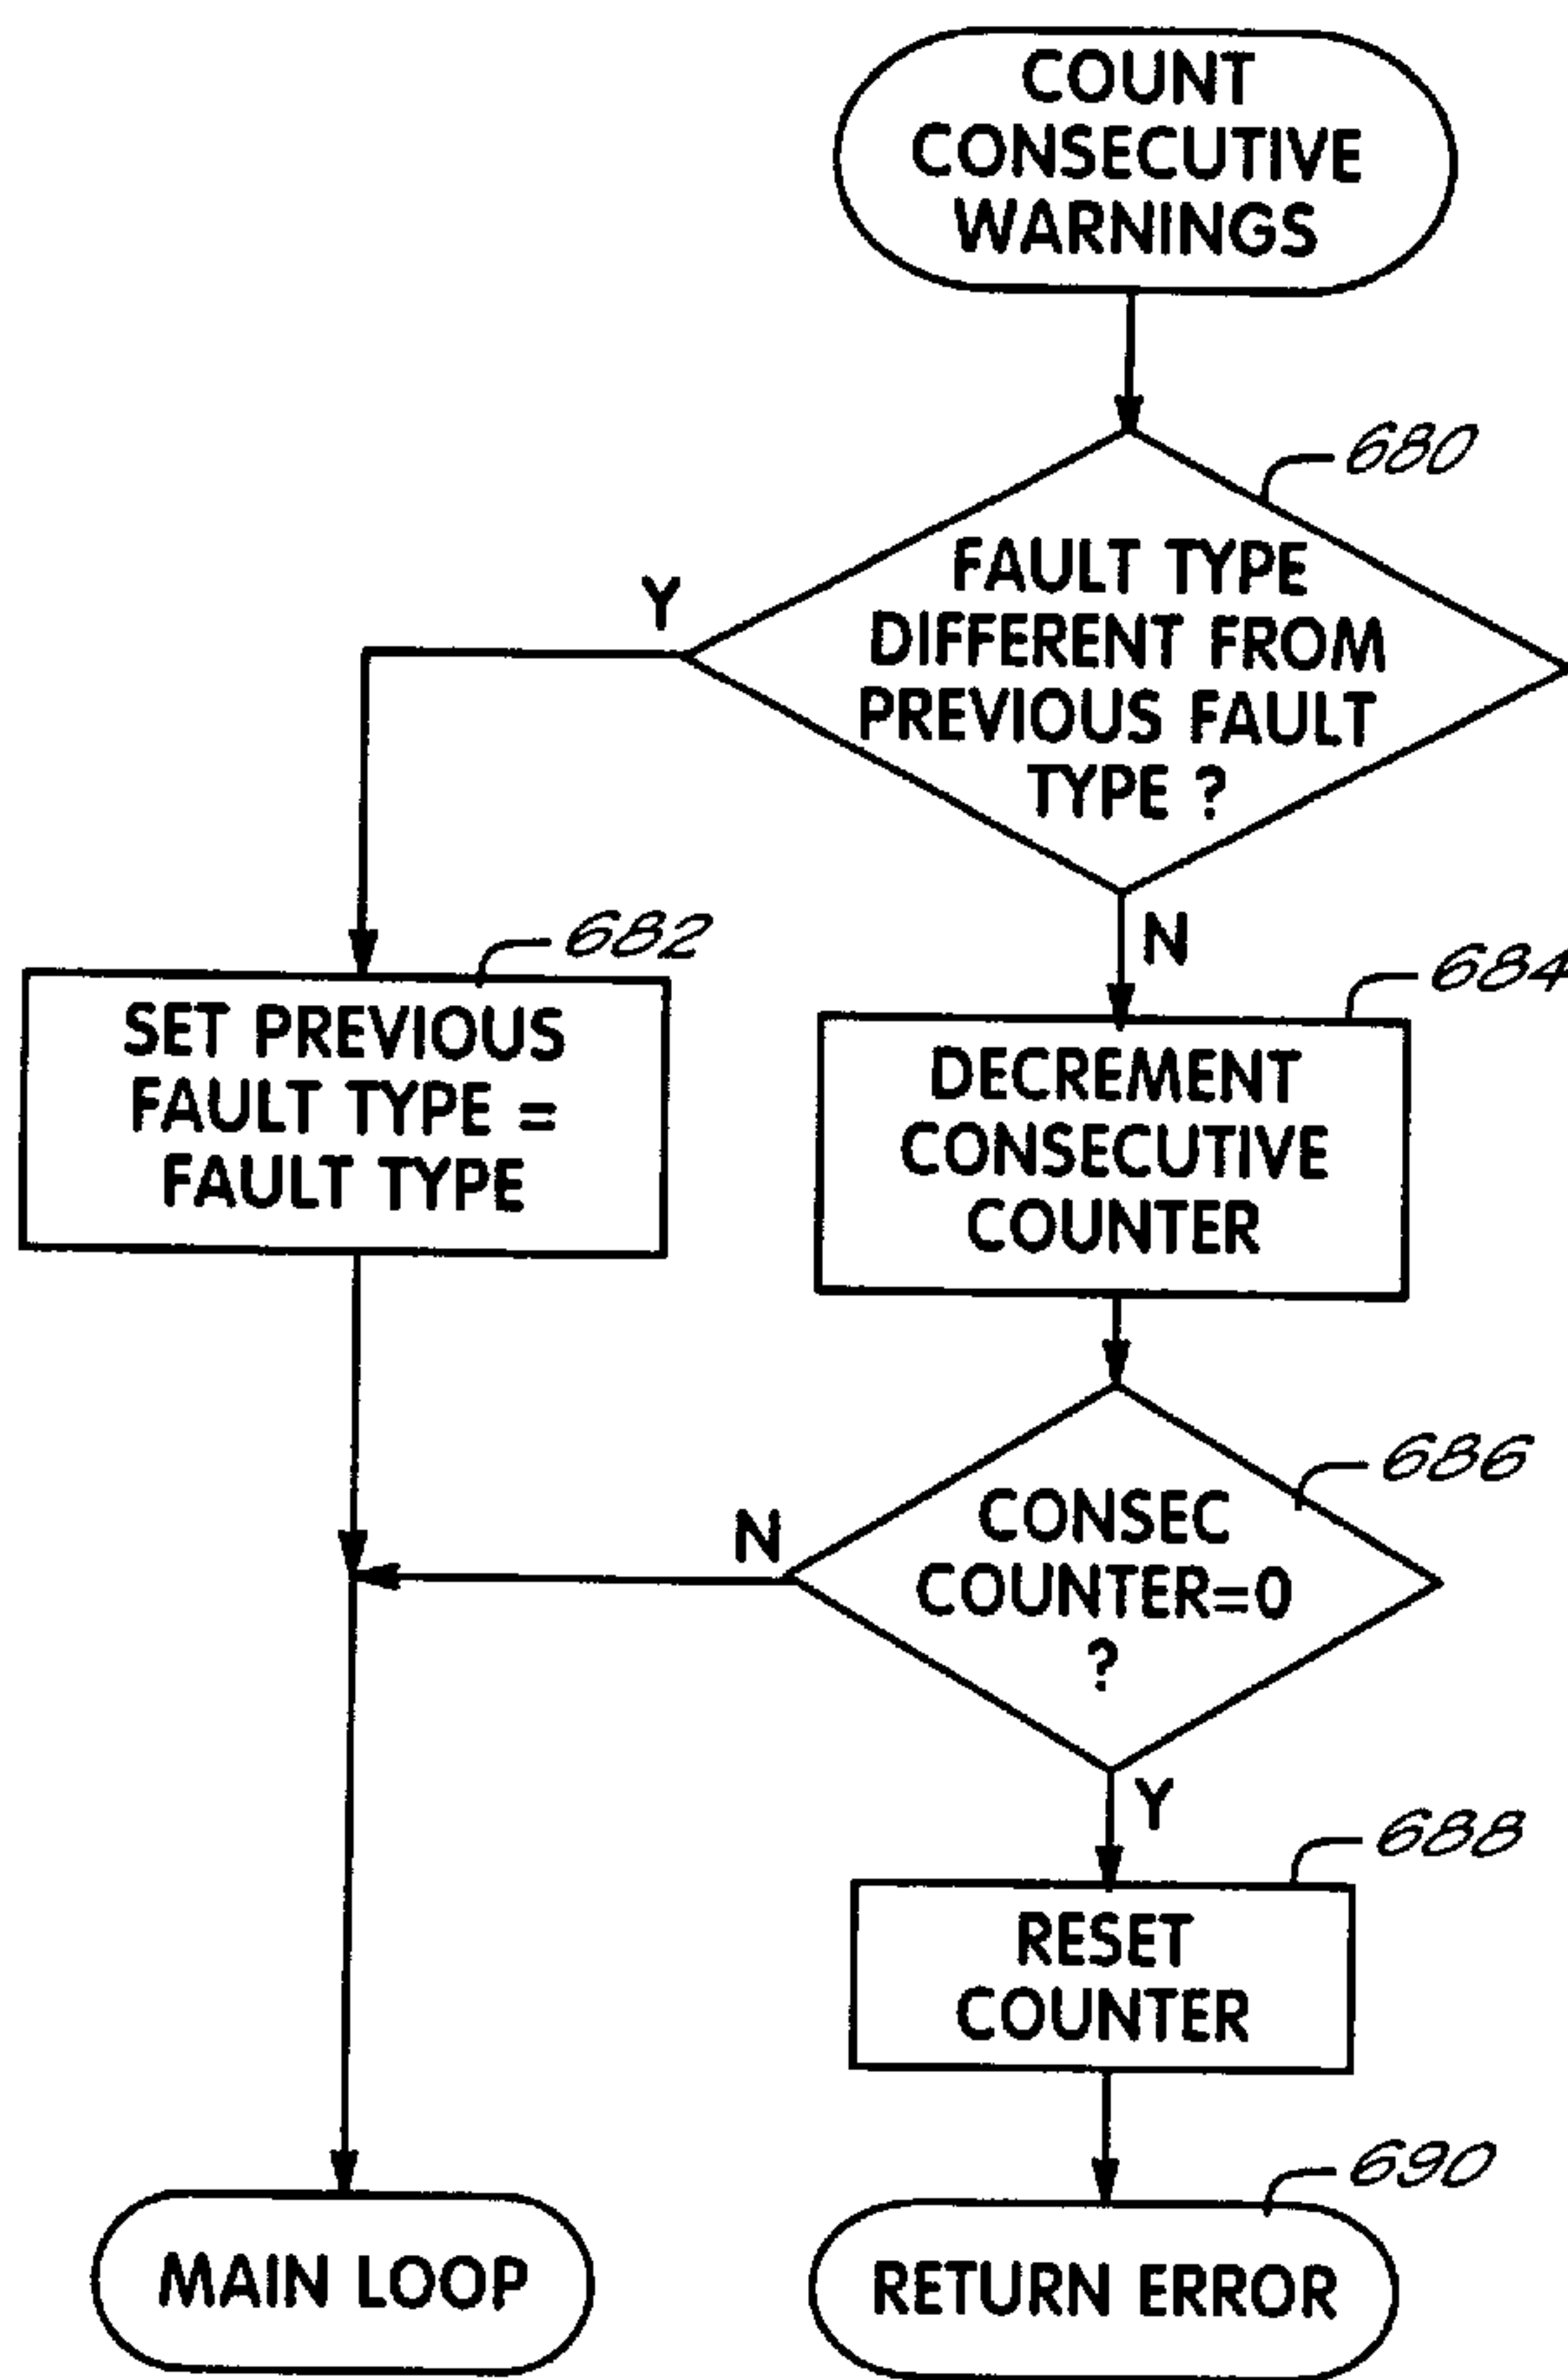 COUNT
CONSECUTIVE
WARNINGS
680
FAULT TYPE
DIFFERENT FROM
PREVIOUS FAULT
TYPE ?
Y
N
682
SET PREVIOUS
FAULT TYPE =
FAULT TYPE
684
DECREMENT
CONSECUTIVE
COUNTER
686
CONSEC
COUNTER=0
?
N
Y
688
RESET
COUNTER
690
MAIN LOOP
RETURN ERROR